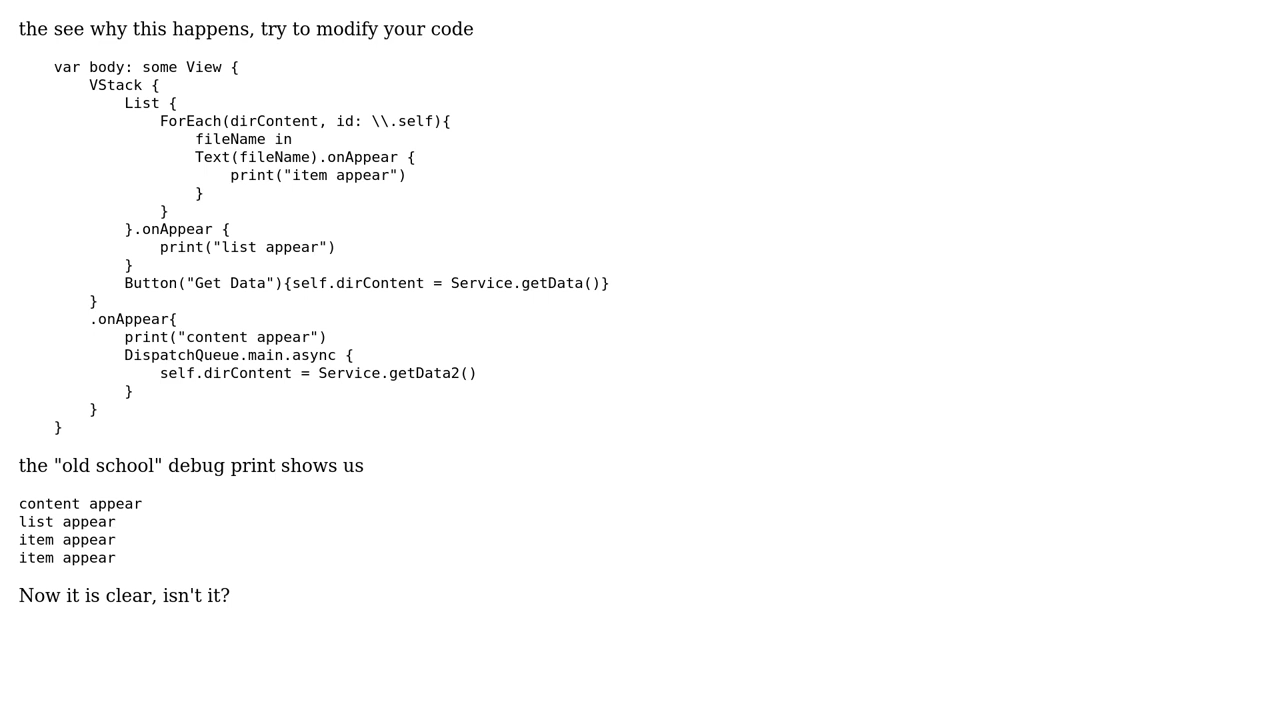 the see why this happens, try to modify your code
    var body: some View {
        VStack {
            List {
                ForEach(dirContent, id: \\.self){
                    fileName in
                    Text(fileName).onAppear {
                        print("item appear")
                    }
                }
            }.onAppear {
                print("list appear")
            }
            Button("Get Data"){self.dirContent = Service.getData()}
        }
        .onAppear{
            print("content appear")
            DispatchQueue.main.async {
                self.dirContent = Service.getData2()
            }
        }
    }
the "old school" debug print shows us
content appear
list appear
item appear
item appear
Now it is clear, isn't it?